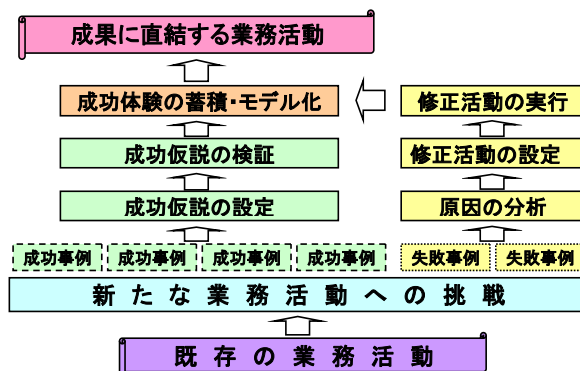 成果に直結する業務活動
成功体験の蓄積・モデル化
修正活動の実行
成功仮説の検証
修正活動の設定
成功仮説の設定
原因の分析
成功事例 成功事例 成功事例 成功事例 失敗事例 失敗事例
新たな業務活動への挑戦
既存の業務活動